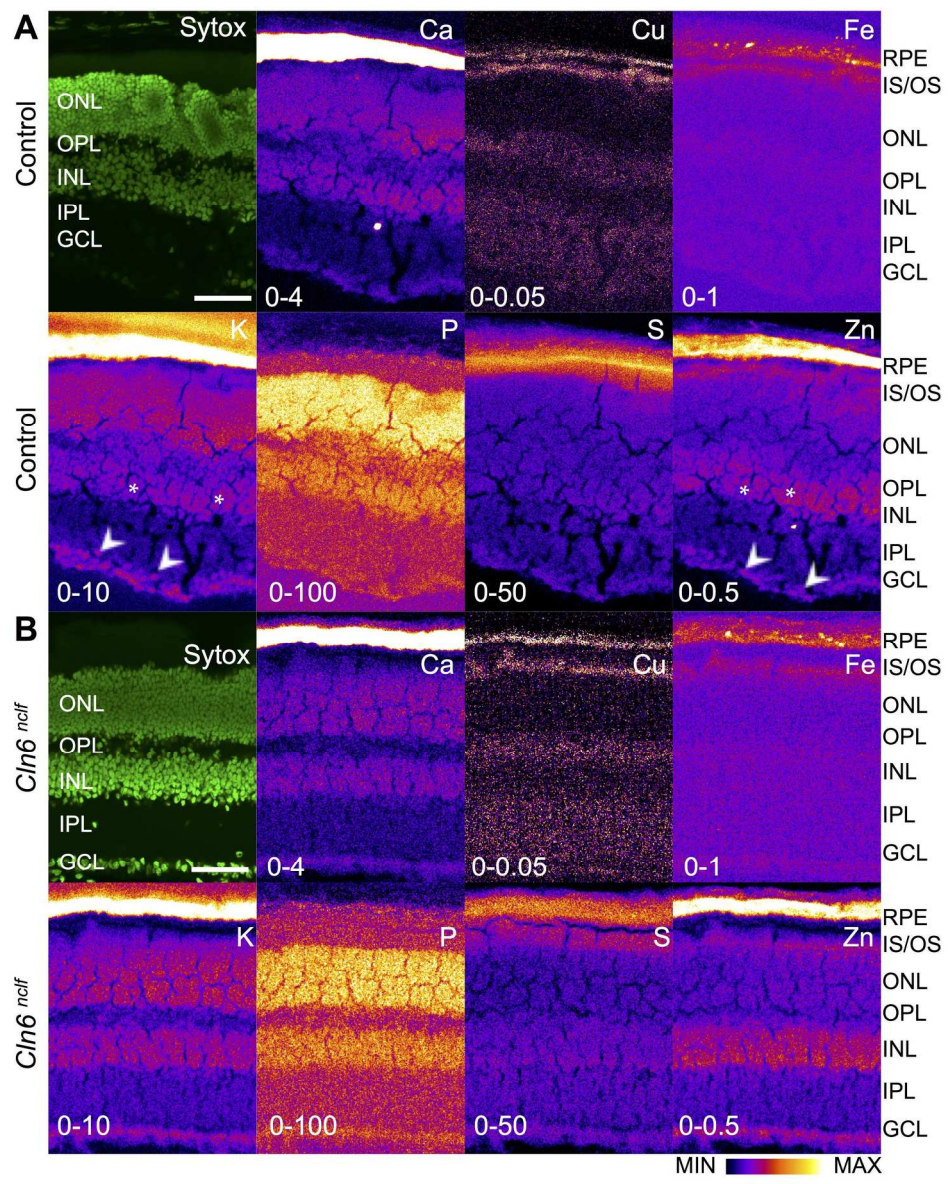 A
Sytox
Ca
Cu
Fe
Control
ONL
OPL
INL
IPL
GCL
0-4
0-0.05
0-1
RPE
IS/OS
ONL
OPL
INL
IPL
GCL
Control
K
P
S
Zn
*
*
*
*
0-10
0-100
0-50
0-0.5
RPE
IS/OS
ONL
OPL
INL
IPL
GCL
B
Sytox
Ca
Cu
Fe
Cln6 nclf
ONL
OPL
INL
IPL
GCL
0-4
0-0.05
0-1
RPE
IS/OS
ONL
OPL
INL
IPL
GCL
Cln6 nclf
K
P
S
Zn
0-10
0-100
0-50
0-0.5
RPE
IS/OS
ONL
OPL
INL
IPL
GCL
MIN
MAX